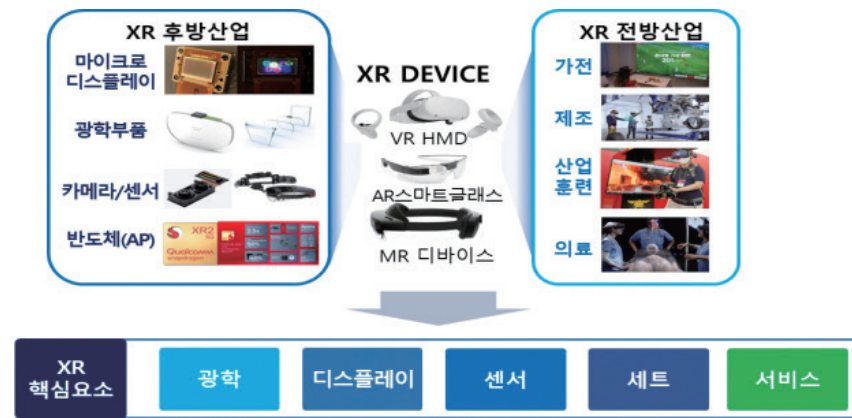 XR 후방산업
마이크로
디스플레이
광학부품
카메라/센서
반도체(AP)
XR2
Qualcomm
snapdragon
XR DEVICE
VR HMD
AR스마트글래스
MR 디바이스
XR 전방산업
가전
제조
산업
훈련
의료
XR
핵심요소
광학
디스플레이
센서
세트
서비스